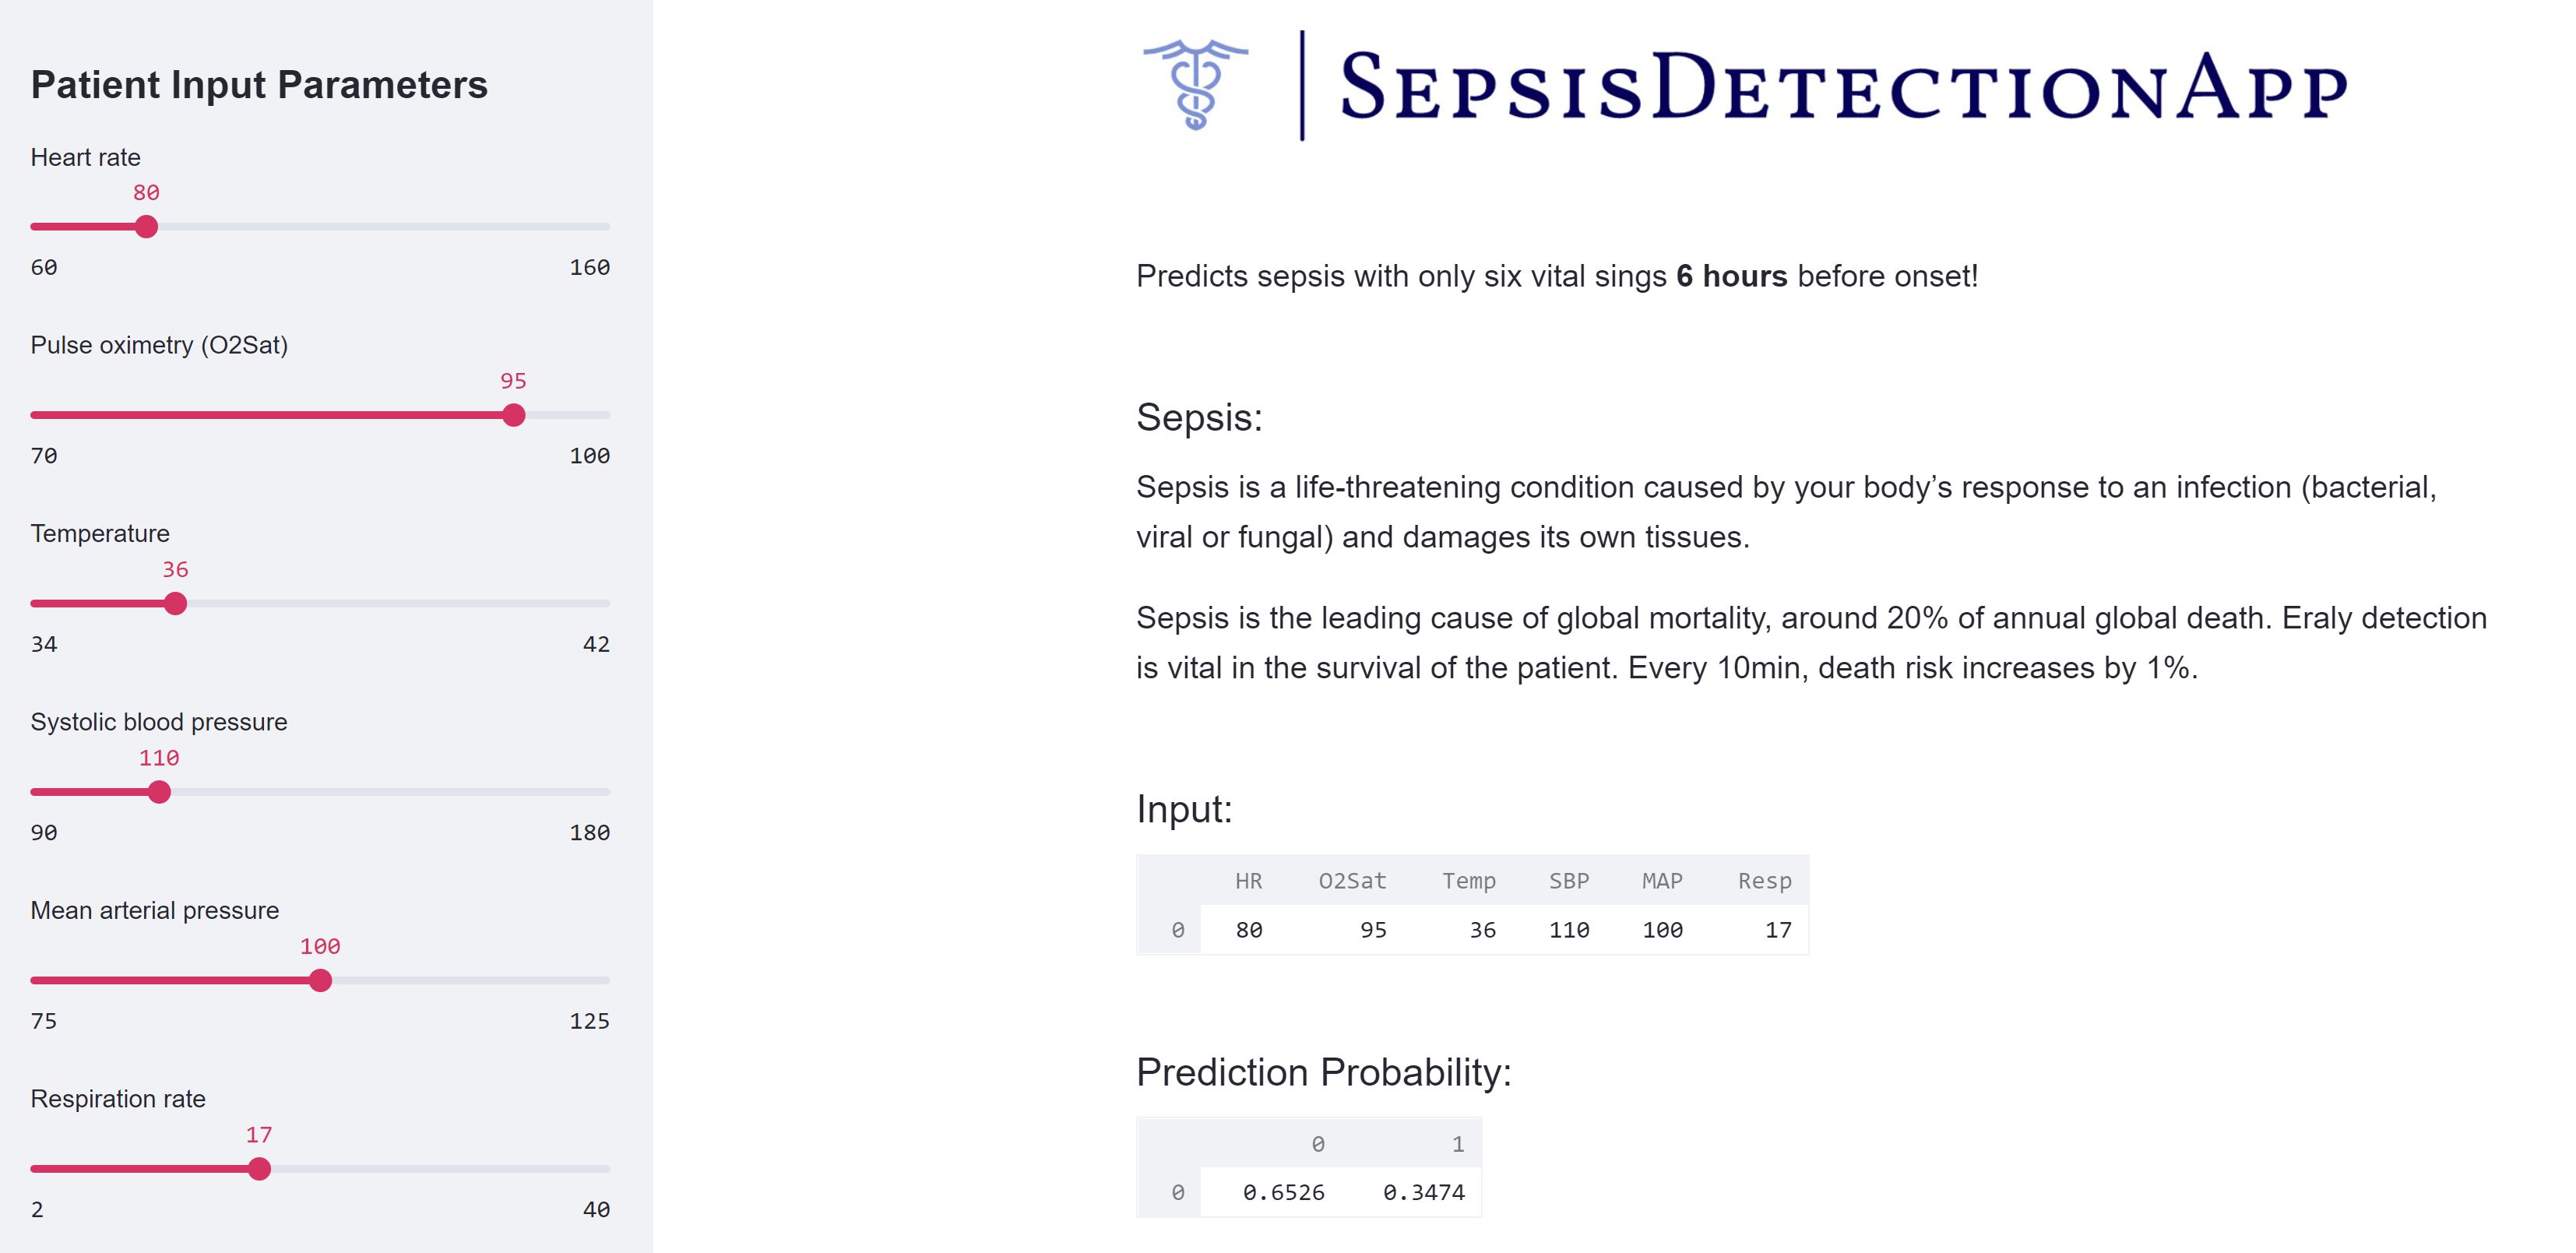 Patient Input Parameters
Heart rate
80
60 160
Pulse oximetry (O2Sat)
95
70 100
Temperature
36
34 42
Systolic blood pressure
110
90 180
Mean arterial pressure
100
75 125
Respiration rate
17
2 40
SEPSISDETECTIONAPP
Predicts sepsis with only six vital sings 6 hours before onset!
Sepsis:
Sepsis is a life-threatening condition caused by your body’s response to an infection (bacterial,
viral or fungal) and damages its own tissues.
Sepsis is the leading cause of global mortality, around 20% of annual global death. Eraly detection
is vital in the survival of the patient. Every 10min, death risk increases by 1%.
Input:
HR O2Sat Temp SBP MAP Resp
0 80 95 36 110 100 17
Prediction Probability:
0 1
0 0.6526 0.3474